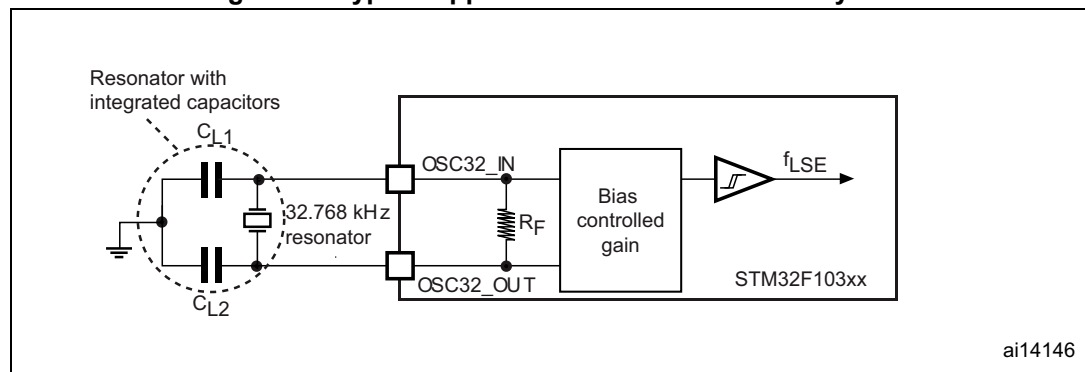 Resonator with
integrated capacitors
CL1
OSC32_IN
fLSE
32.768 kHz
resonator
RF
Bias
controlled
gain
OSC32_OUT
STM32F103xx
CL2
ai14146